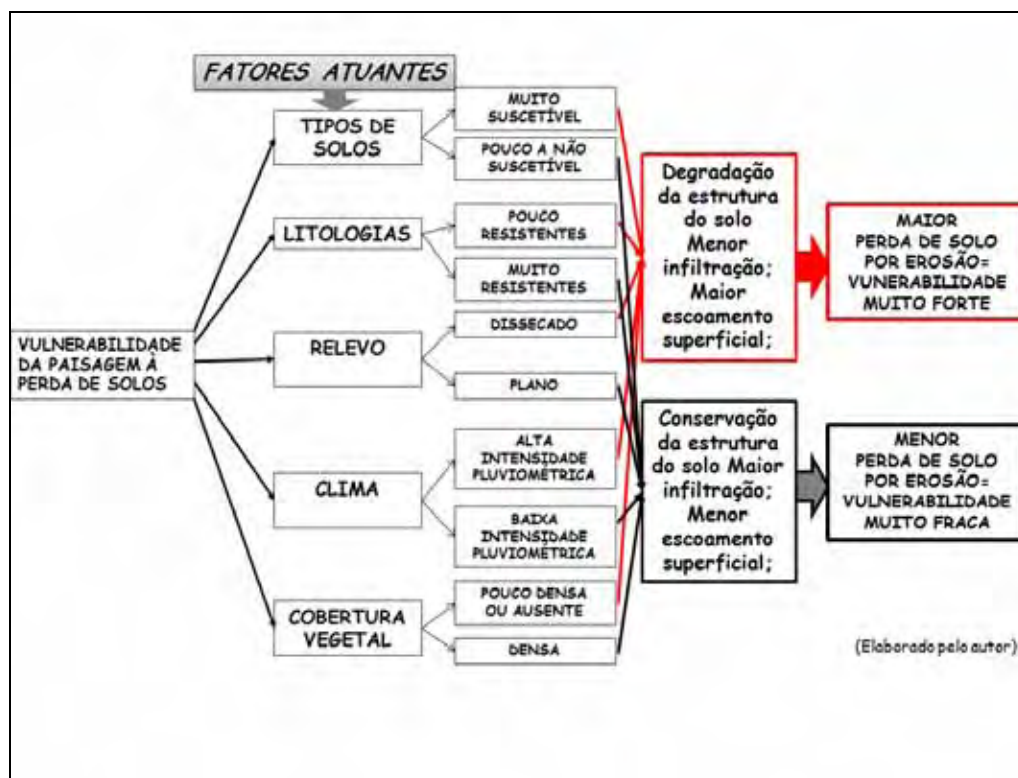 FATORES ATUANTES
VULNERABILIDADE
DA PAISAGEM À
PERDA DE SOLOS
TIPOS DE
SOLOS
MUITO
SUSCETÍVEL
POUCO A NÃO
SUSCETÍVEL
LITOLOGIAS
POUCO
RESISTENTES
MUITO
RESISTENTES
RELEVO
DISSECADO
PLANO
CLIMA
ALTA
INTENSIDADE
PLUVIOMÉTRICA
BAIXA
INTENSIDADE
PLUVIOMÉTRICA
COBERTURA
VEGETAL
POUCO DENSA
OU AUSENTE
DENSA
Degradação
da estrutura
do solo
Menor
infiltração;
Maior
escoamento
superficial;
Conservação
da estrutura
do solo Maior
infiltração;
Menor
escoamento
superficial;
MAIOR
PERDA DE SOLO
POR EROSÃO=
VUNERABILIDADE
MUITO FORTE
MENOR
PERDA DE SOLO
POR EROSÃO=
VULNERABILIDADE
MUITO FRACA
(Elaborado pelo autor)